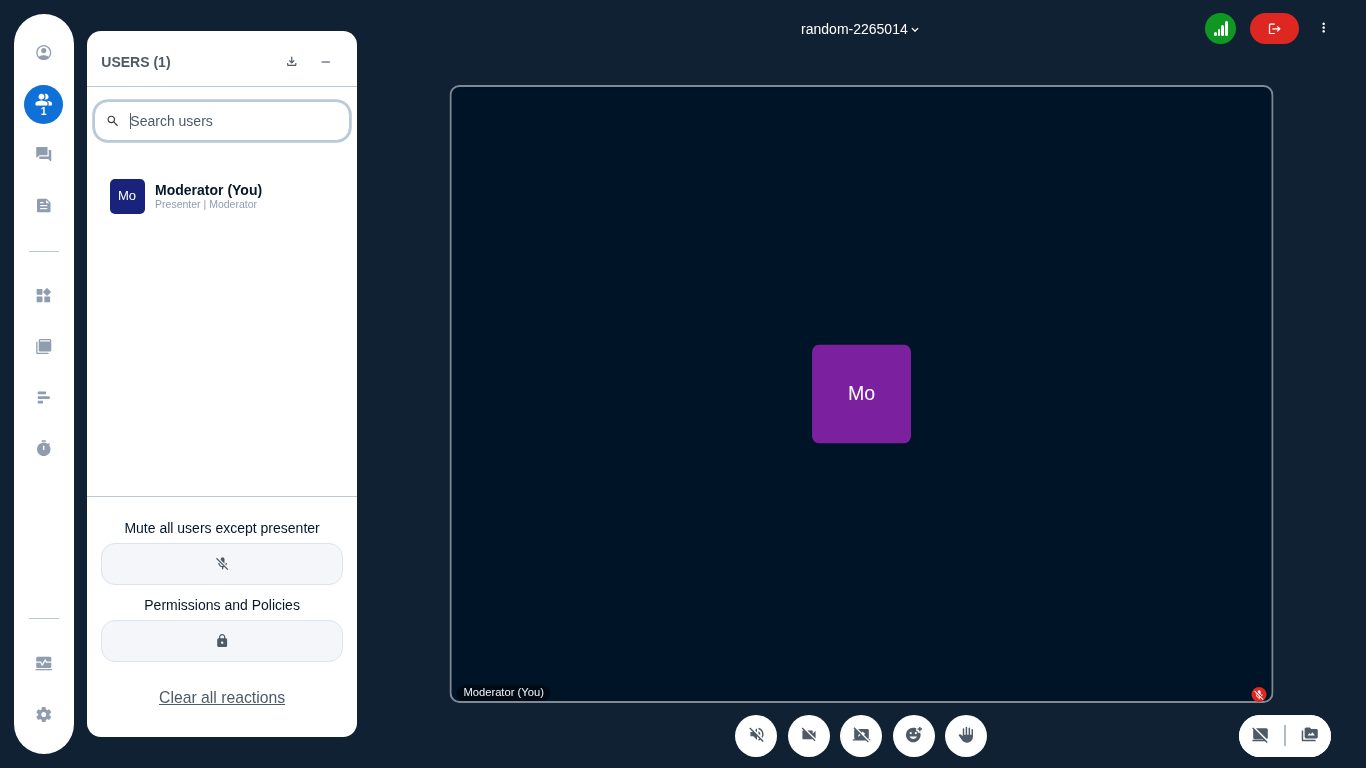 random-2265014
USERS (1)
1
Search users
Mo
Moderator (You)
Presenter | Moderator
Mo
Mute all users except presenter
Permissions and Policies
Clear all reactions
Moderator (You)